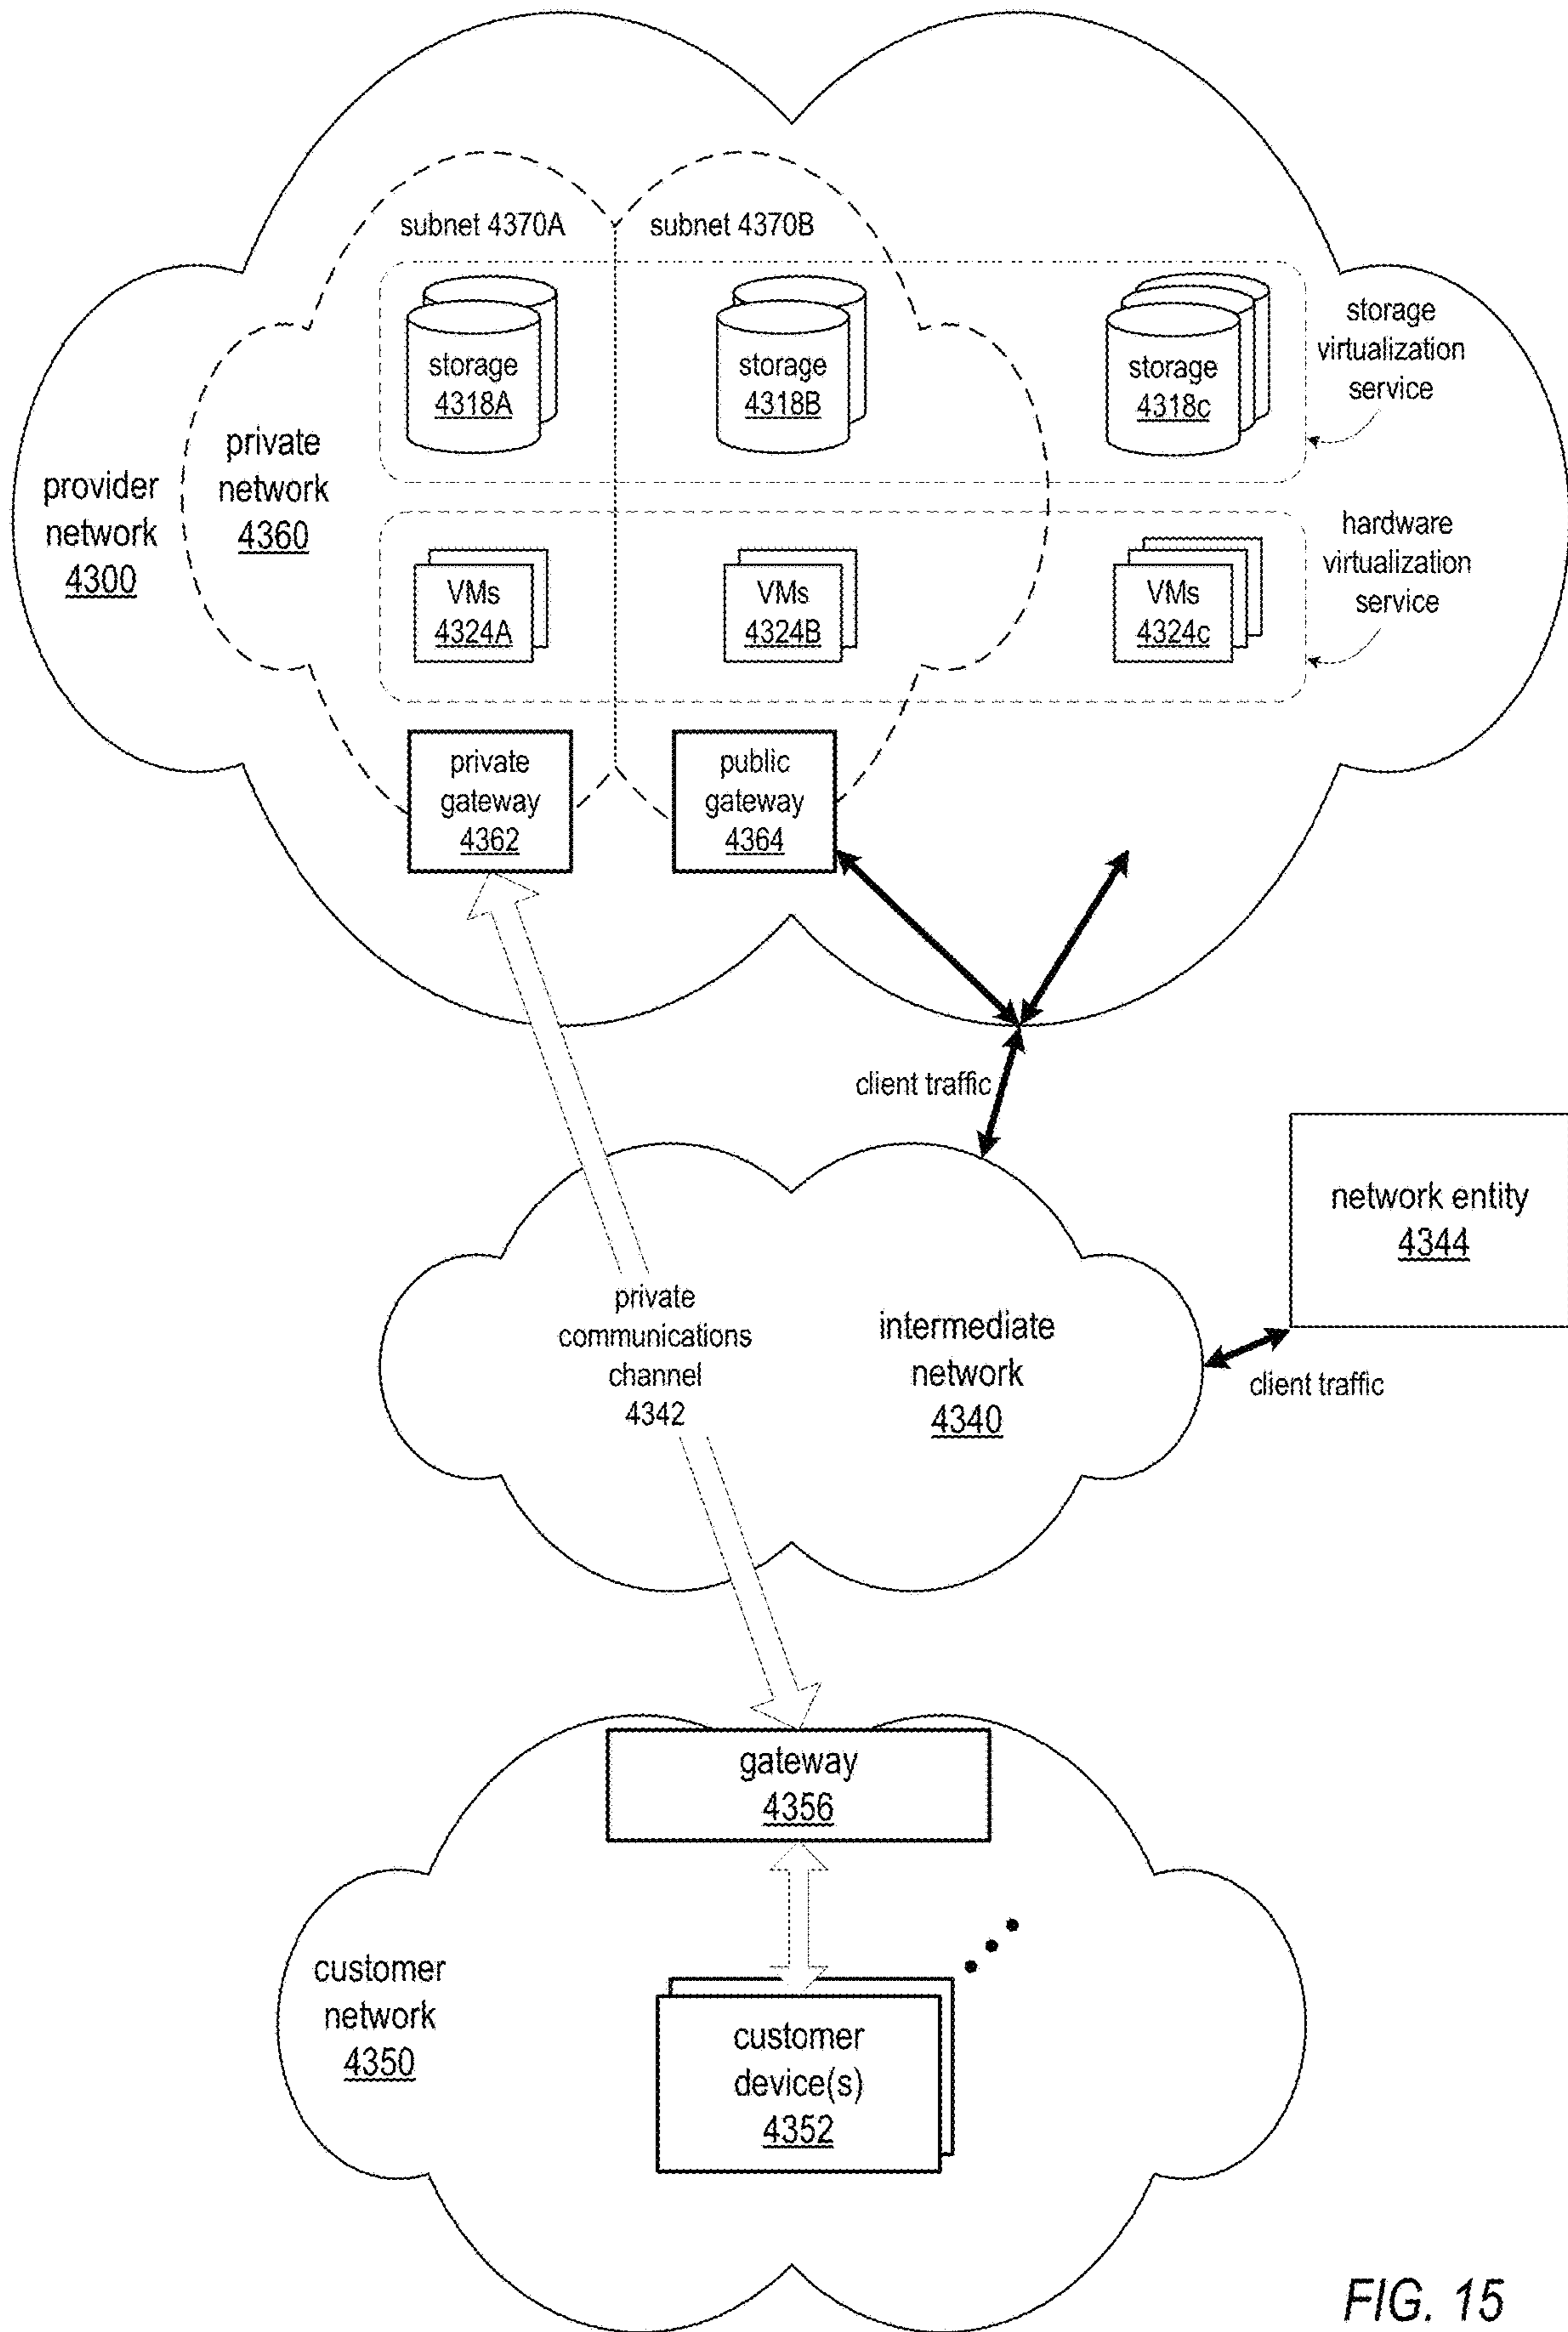 subnet 4370A
subnet 4370B
storage
4318A
storage
4318B
storage
4318c
storage
virtualization
service
provider
network
4300
private
network
4360
VMs
4324A
VMs
4324B
VMs
4324c
hardware
virtualization
service
private
gateway
4362
public
gateway
4364
client traffic
network entity
4344
client traffic
private
communications
channel
4342
intermediate
network
4340
gateway
4356
customer
network
4350
customer
device(s)
4352
FIG. 15